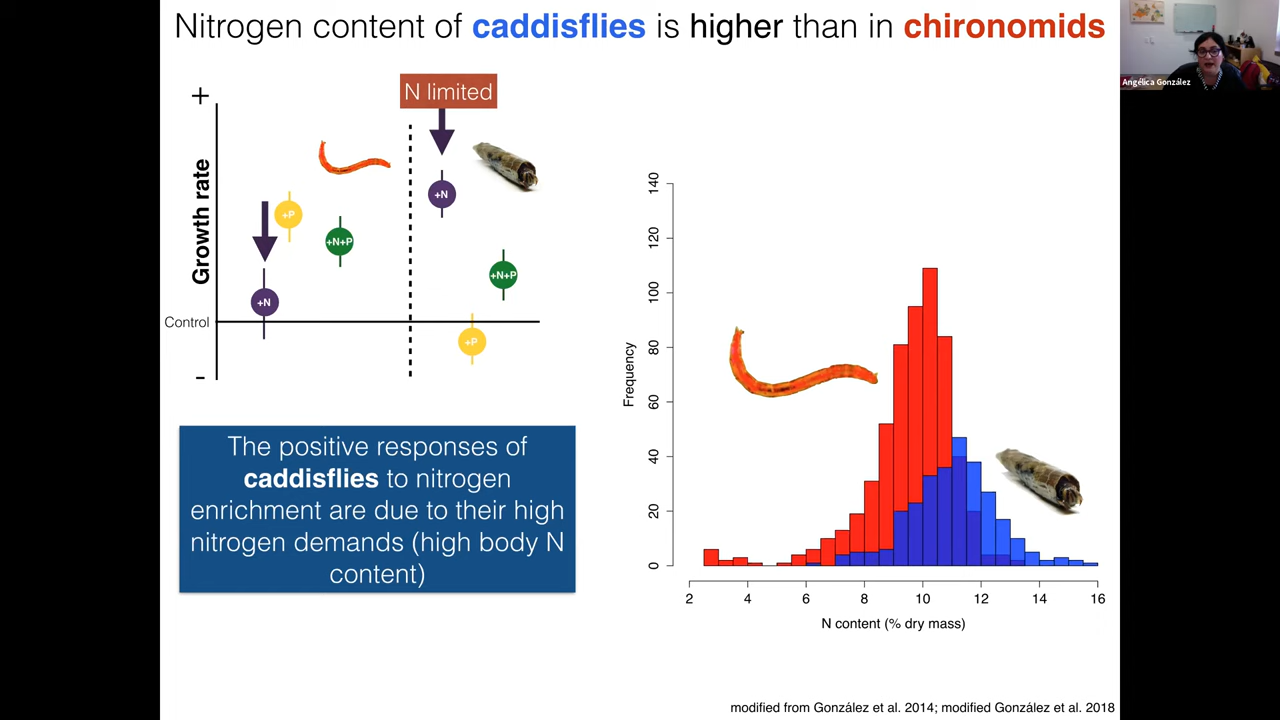 Nitrogen content of caddisflies is higher than in chironomids
Angélica González
N limited
+
Growth rate
Control
-
+N
+P
+N+P
+N
+N+P
+P
The positive responses of
caddisflies to nitrogen
enrichment are due to their high
nitrogen demands (high body N
content)
Frequency
140
120
100
80
60
40
20
0
2 4 6 8 10 12 14 16
N content (% dry mass)
modified from González et al. 2014; modified González et al. 2018